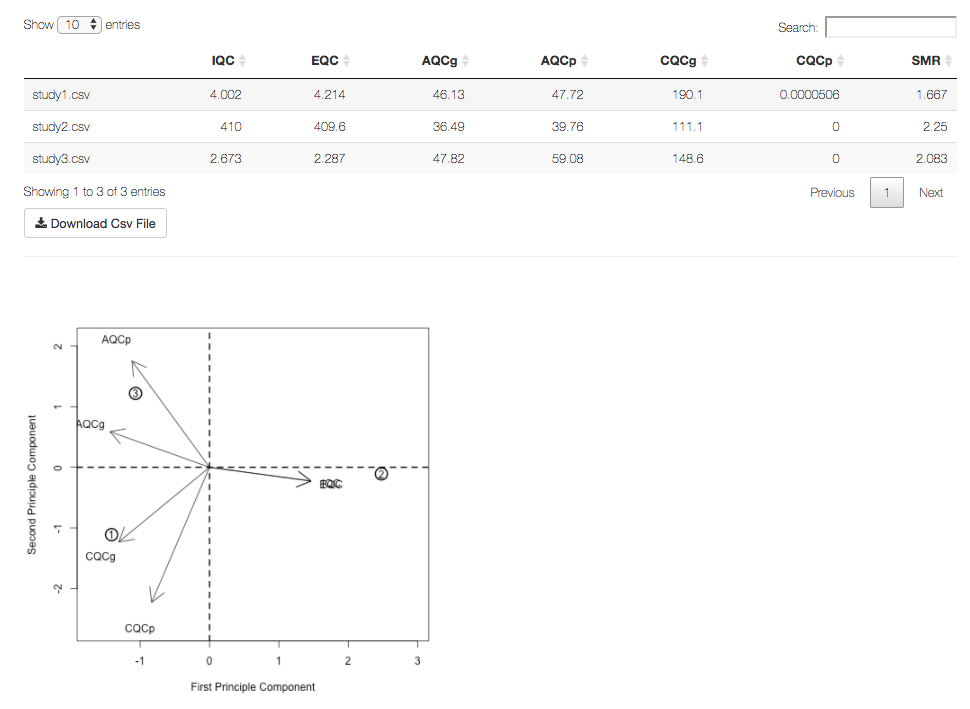 Show 10 entries
Search:
IQC EQC AQCg AQCp CQCg CQCp SMR
study1.csv 4.002 4.214 46.13 47.72 190.1 0.0000506 1.667
study2.csv 410 409.6 36.49 39.76 111.1 0 2.25
study3.csv 2.673 2.287 47.82 59.08 148.6 0 2.083
Showing 1 to 3 of 3 entries
Previous 1 Next
Download Csv File
AQCp
2
3
1
AQCg
0
2
EQC
-1
1
CQCg
-2
CQCp
Second Principle Component
-1 0 1 2 3
First Principle Component